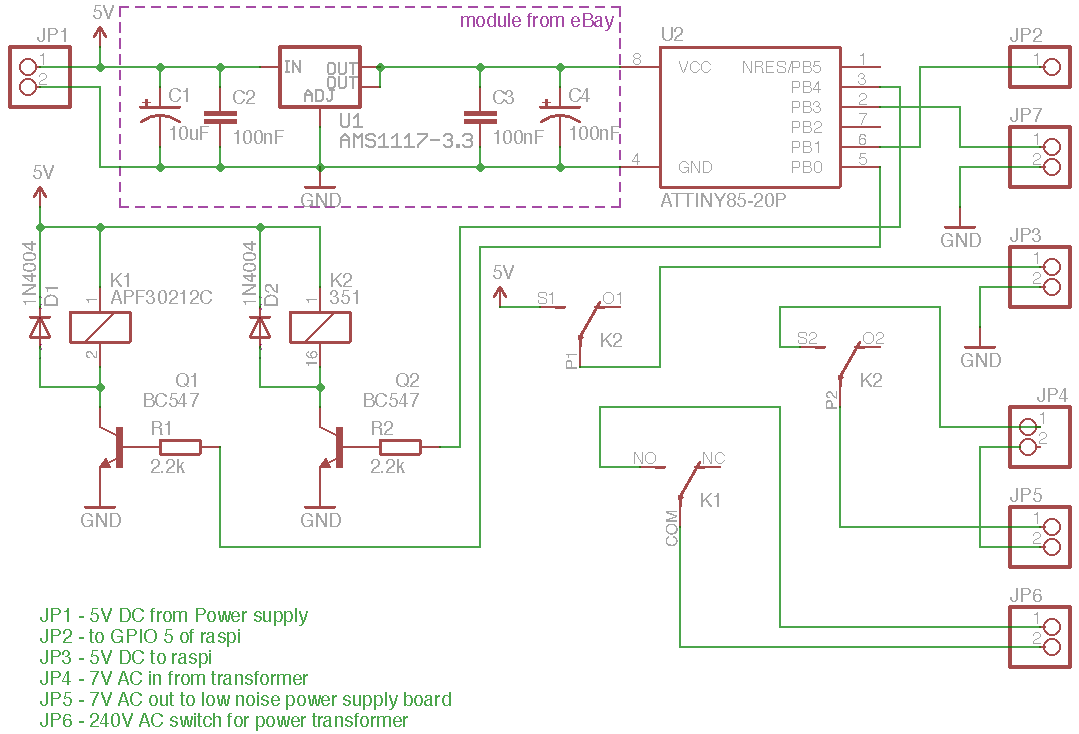 module from eBay
5V
JP1
1
2
IN
OUT
OUT
ADJ
U1
AMS1117-3.3
C1
10uF
C2
100nF
C3
100nF
C4
100nF
GND
U2
8
VCC
4
GND
NRES/PB5
1
PB4
3
PB3
2
PB2
7
PB1
6
PB0
5
ATTINY85-20P
JP2
1
JP7
1
2
GND
JP3
1
2
GND
5V
1N4004
D1
K1
APF30212C
1
2
1N4004
D2
K2
351
1
16
Q1
BC547
Q2
BC547
R1
2.2k
R2
2.2k
GND
GND
5V
S1
O1
K2
P1
S2
O2
K2
P2
NO
NC
K1
COM
JP4
1
2
JP5
1
2
JP6
1
2
JP1 - 5V DC from Power supply
JP2 - to GPIO 5 of raspi
JP3 - 5V DC to raspi
JP4 - 7V AC in from transformer
JP5 - 7V AC out to low noise power supply board
JP6 - 240V AC switch for power transformer